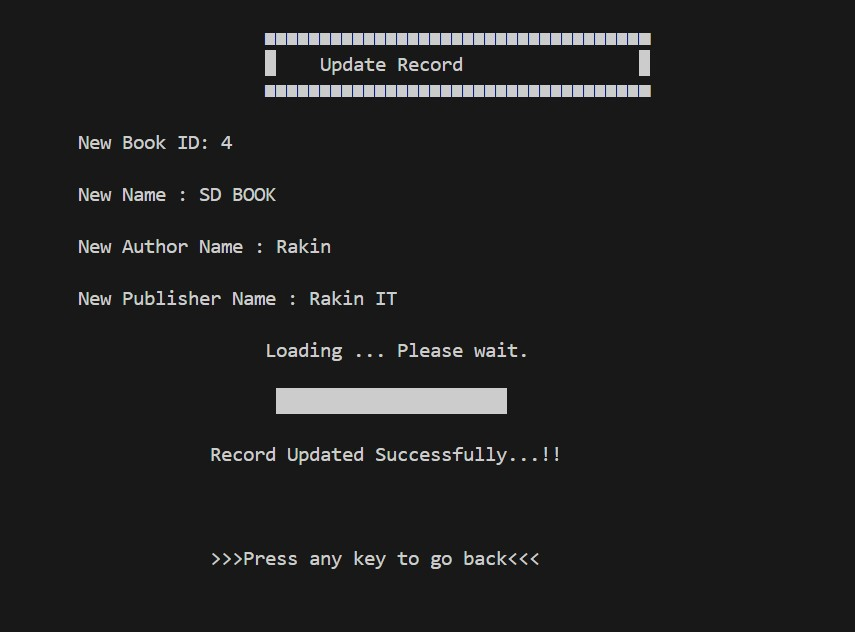 Update Record
New Book ID: 4
New Name : SD BOOK
New Author Name : Rakin
New Publisher Name : Rakin IT
Loading ... Please wait.
Record Updated Successfully...!!
>>>Press any key to go back<<<